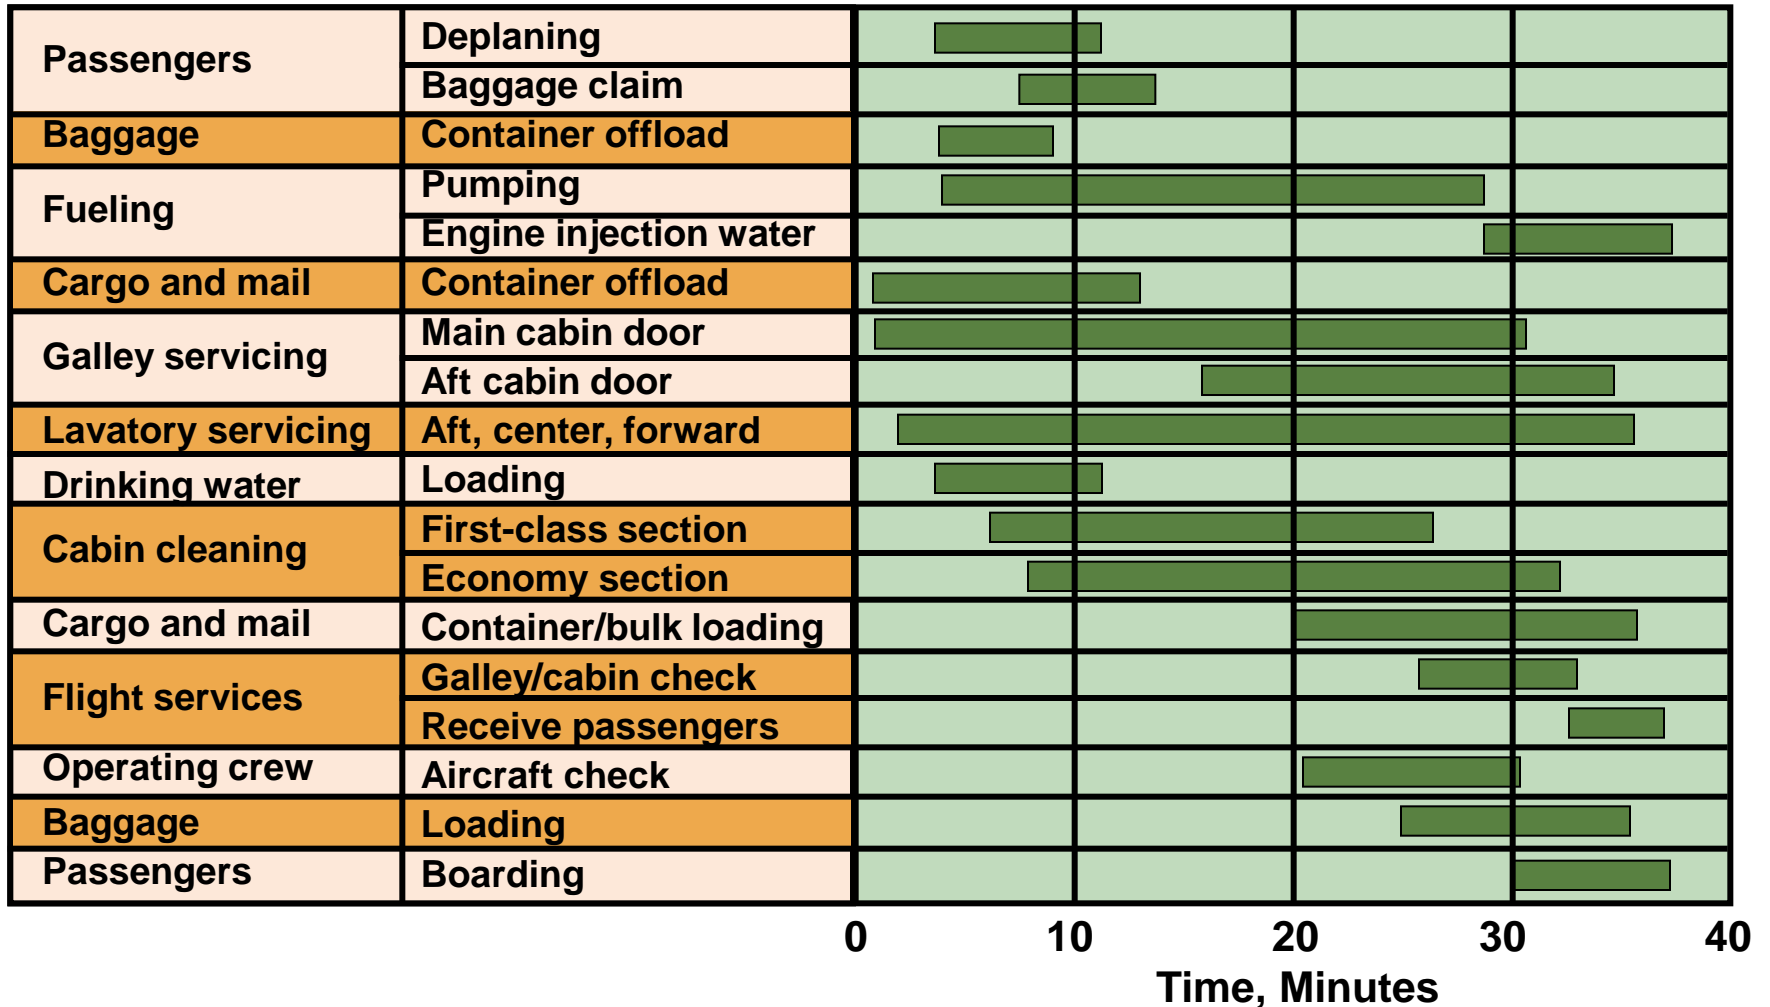 Passengers
Deplaning
Baggage claim
Baggage
Container offload
Fueling
Pumping
Engine injection water
Cargo and mail
Container offload
Galley servicing
Main cabin door
Aft cabin door
Lavatory servicing
Aft, center, forward
Drinking water
Loading
Cabin cleaning
First-class section
Economy section
Cargo and mail
Container/bulk loading
Flight services
Galley/cabin check
Receive passengers
Operating crew
Aircraft check
Baggage
Loading
Passengers
Boarding
0 10 20 30 40
Time, Minutes